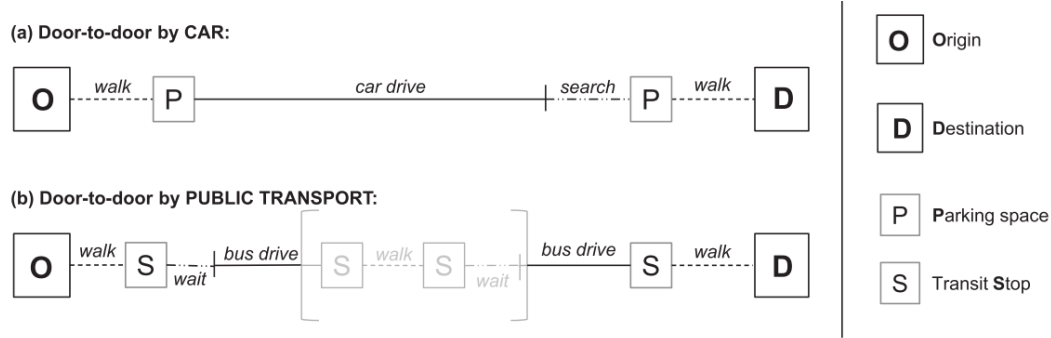 (a) Door-to-door by CAR:
O walk P car drive search P walk D
(b) Door-to-door by PUBLIC TRANSPORT:
O walk S wait bus drive S walk S wait bus drive S walk D
O Origin
D Destination
P Parking space
S Transit Stop